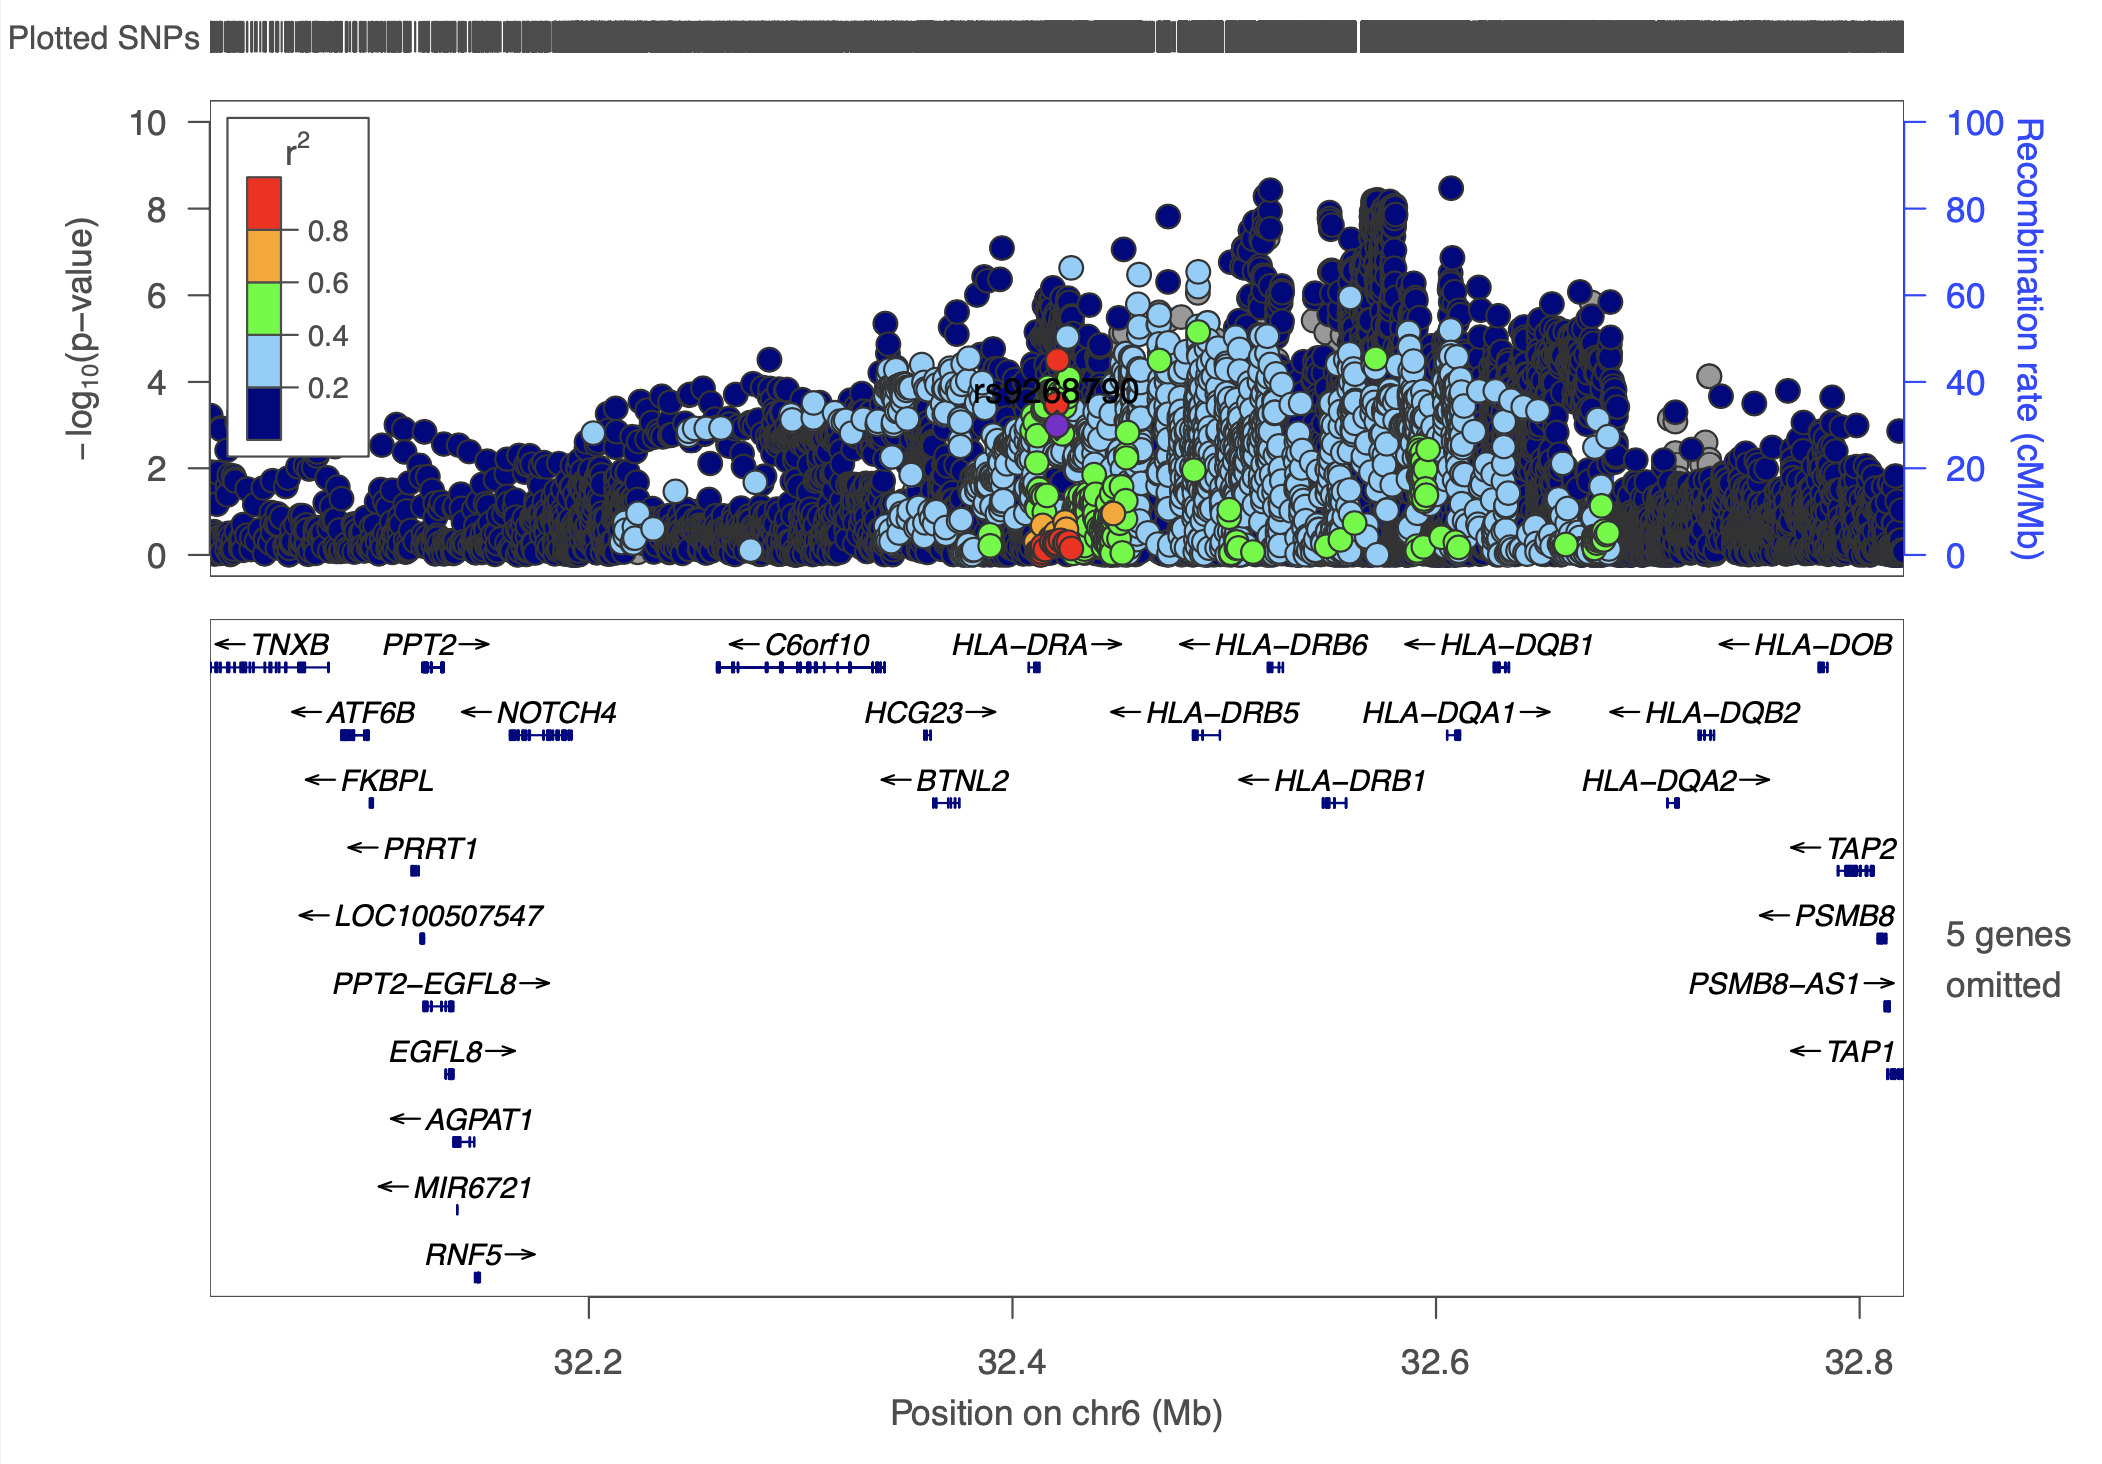 Plotted SNPs
10
8
6
4
2
0
−log10(p−value)
r2
0.8
0.6
0.4
0.2
rs9268790
100
80
60
40
20
0
Recombination rate (cM/Mb)
←TNXB PPT2→ ←C6orf10 HLA−DRA→ ←HLA−DRB6 ←HLA−DQB1 ←HLA−DOB
←ATF6B ←NOTCH4 HCG23→ ←HLA−DRB5 HLA−DQA1→ ←HLA−DQB2
←FKBPL ←BTNL2 ←HLA−DRB1 HLA−DQA2→
←PRRT1 ←TAP2
←LOC100507547 ←PSMB8
PPT2−EGFL8→ PSMB8−AS1→
EGFL8→ ←TAP1
←AGPAT1
←MIR6721
RNF5→
5 genes
omitted
32.2 32.4 32.6 32.8
Position on chr6 (Mb)